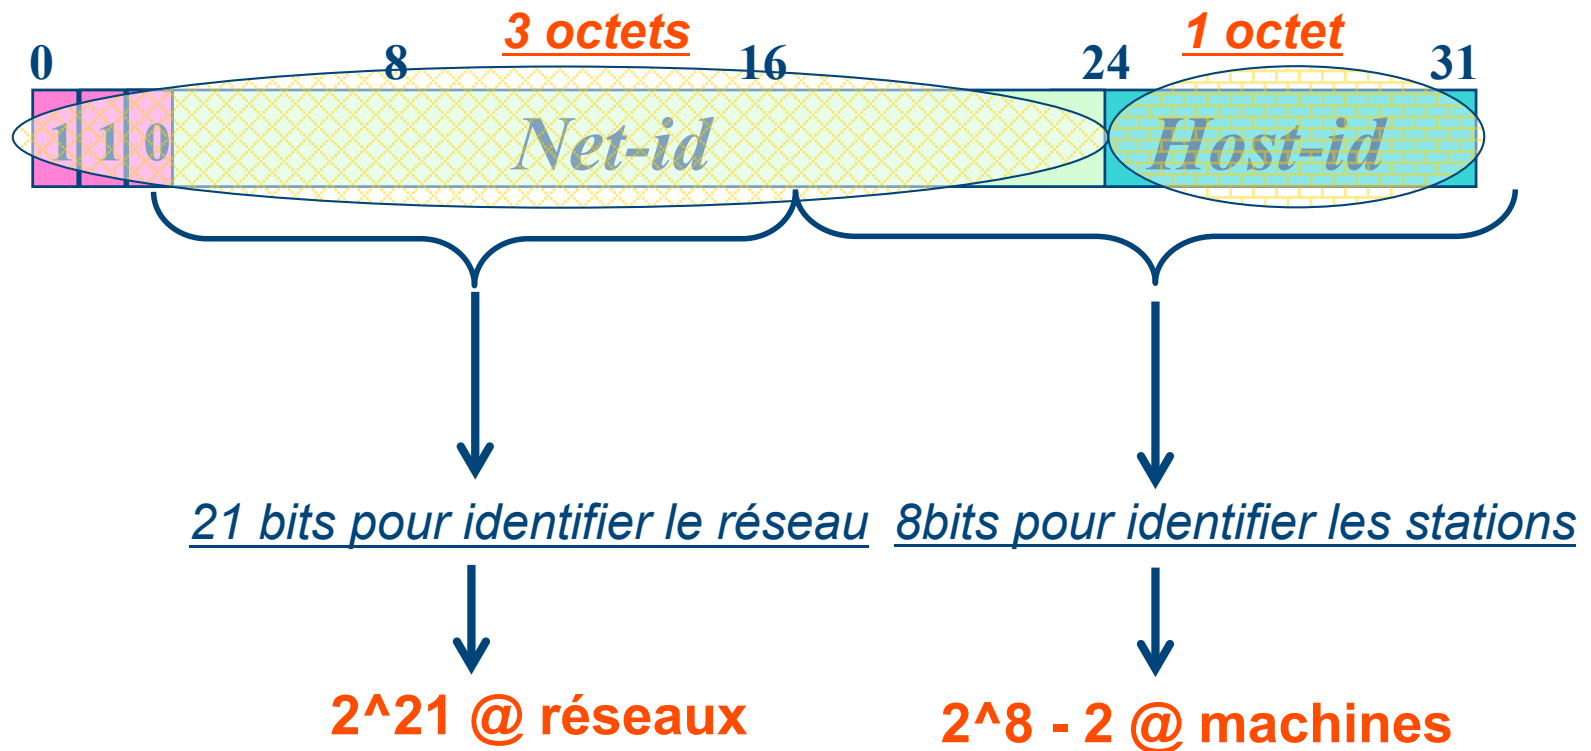 3 octets 1 octet
0 8 16 24 31
1 1 0 Net-id Host-id
21 bits pour identifier le réseau 8bits pour identifier les stations
2^21 @ réseaux 2^8 - 2 @ machines